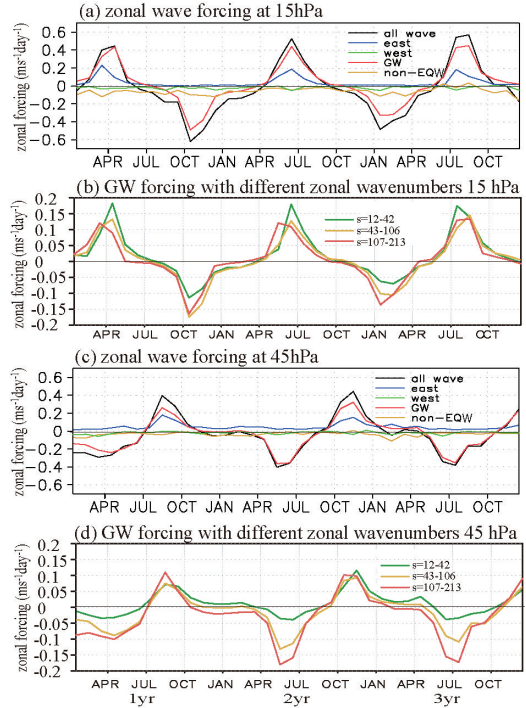 (a) zonal wave forcing at 15hPa
zonal forcing (ms-1day-1)
0.6
0.4
0.2
0
-0.2
-0.4
-0.6
all wave
east
west
GW
non-EQW
APR JUL OCT JAN APR JUL OCT JAN APR JUL OCT
(b) GW forcing with different zonal wavenumbers 15 hPa
zonal forcing (ms-1day-1)
0.2
0.15
0.1
0.05
0
-0.05
-0.1
-0.15
-0.2
s=12-42
s=43-106
s=107-213
APR JUL OCT JAN APR JUL OCT JAN APR JUL OCT
(c) zonal wave forcing at 45hPa
zonal forcing (ms-1day-1)
0.6
0.4
0.2
0
-0.2
-0.4
-0.6
all wave
east
west
GW
non-EQW
APR JUL OCT JAN APR JUL OCT JAN APR JUL OCT
(d) GW forcing with different zonal wavenumbers 45 hPa
zonal forcing (ms-1day-1)
0.2
0.15
0.1
0.05
0
-0.05
-0.1
-0.15
-0.2
s=12-42
s=43-106
s=107-213
APR JUL OCT JAN APR JUL OCT JAN APR JUL OCT
1yr 2yr 3yr